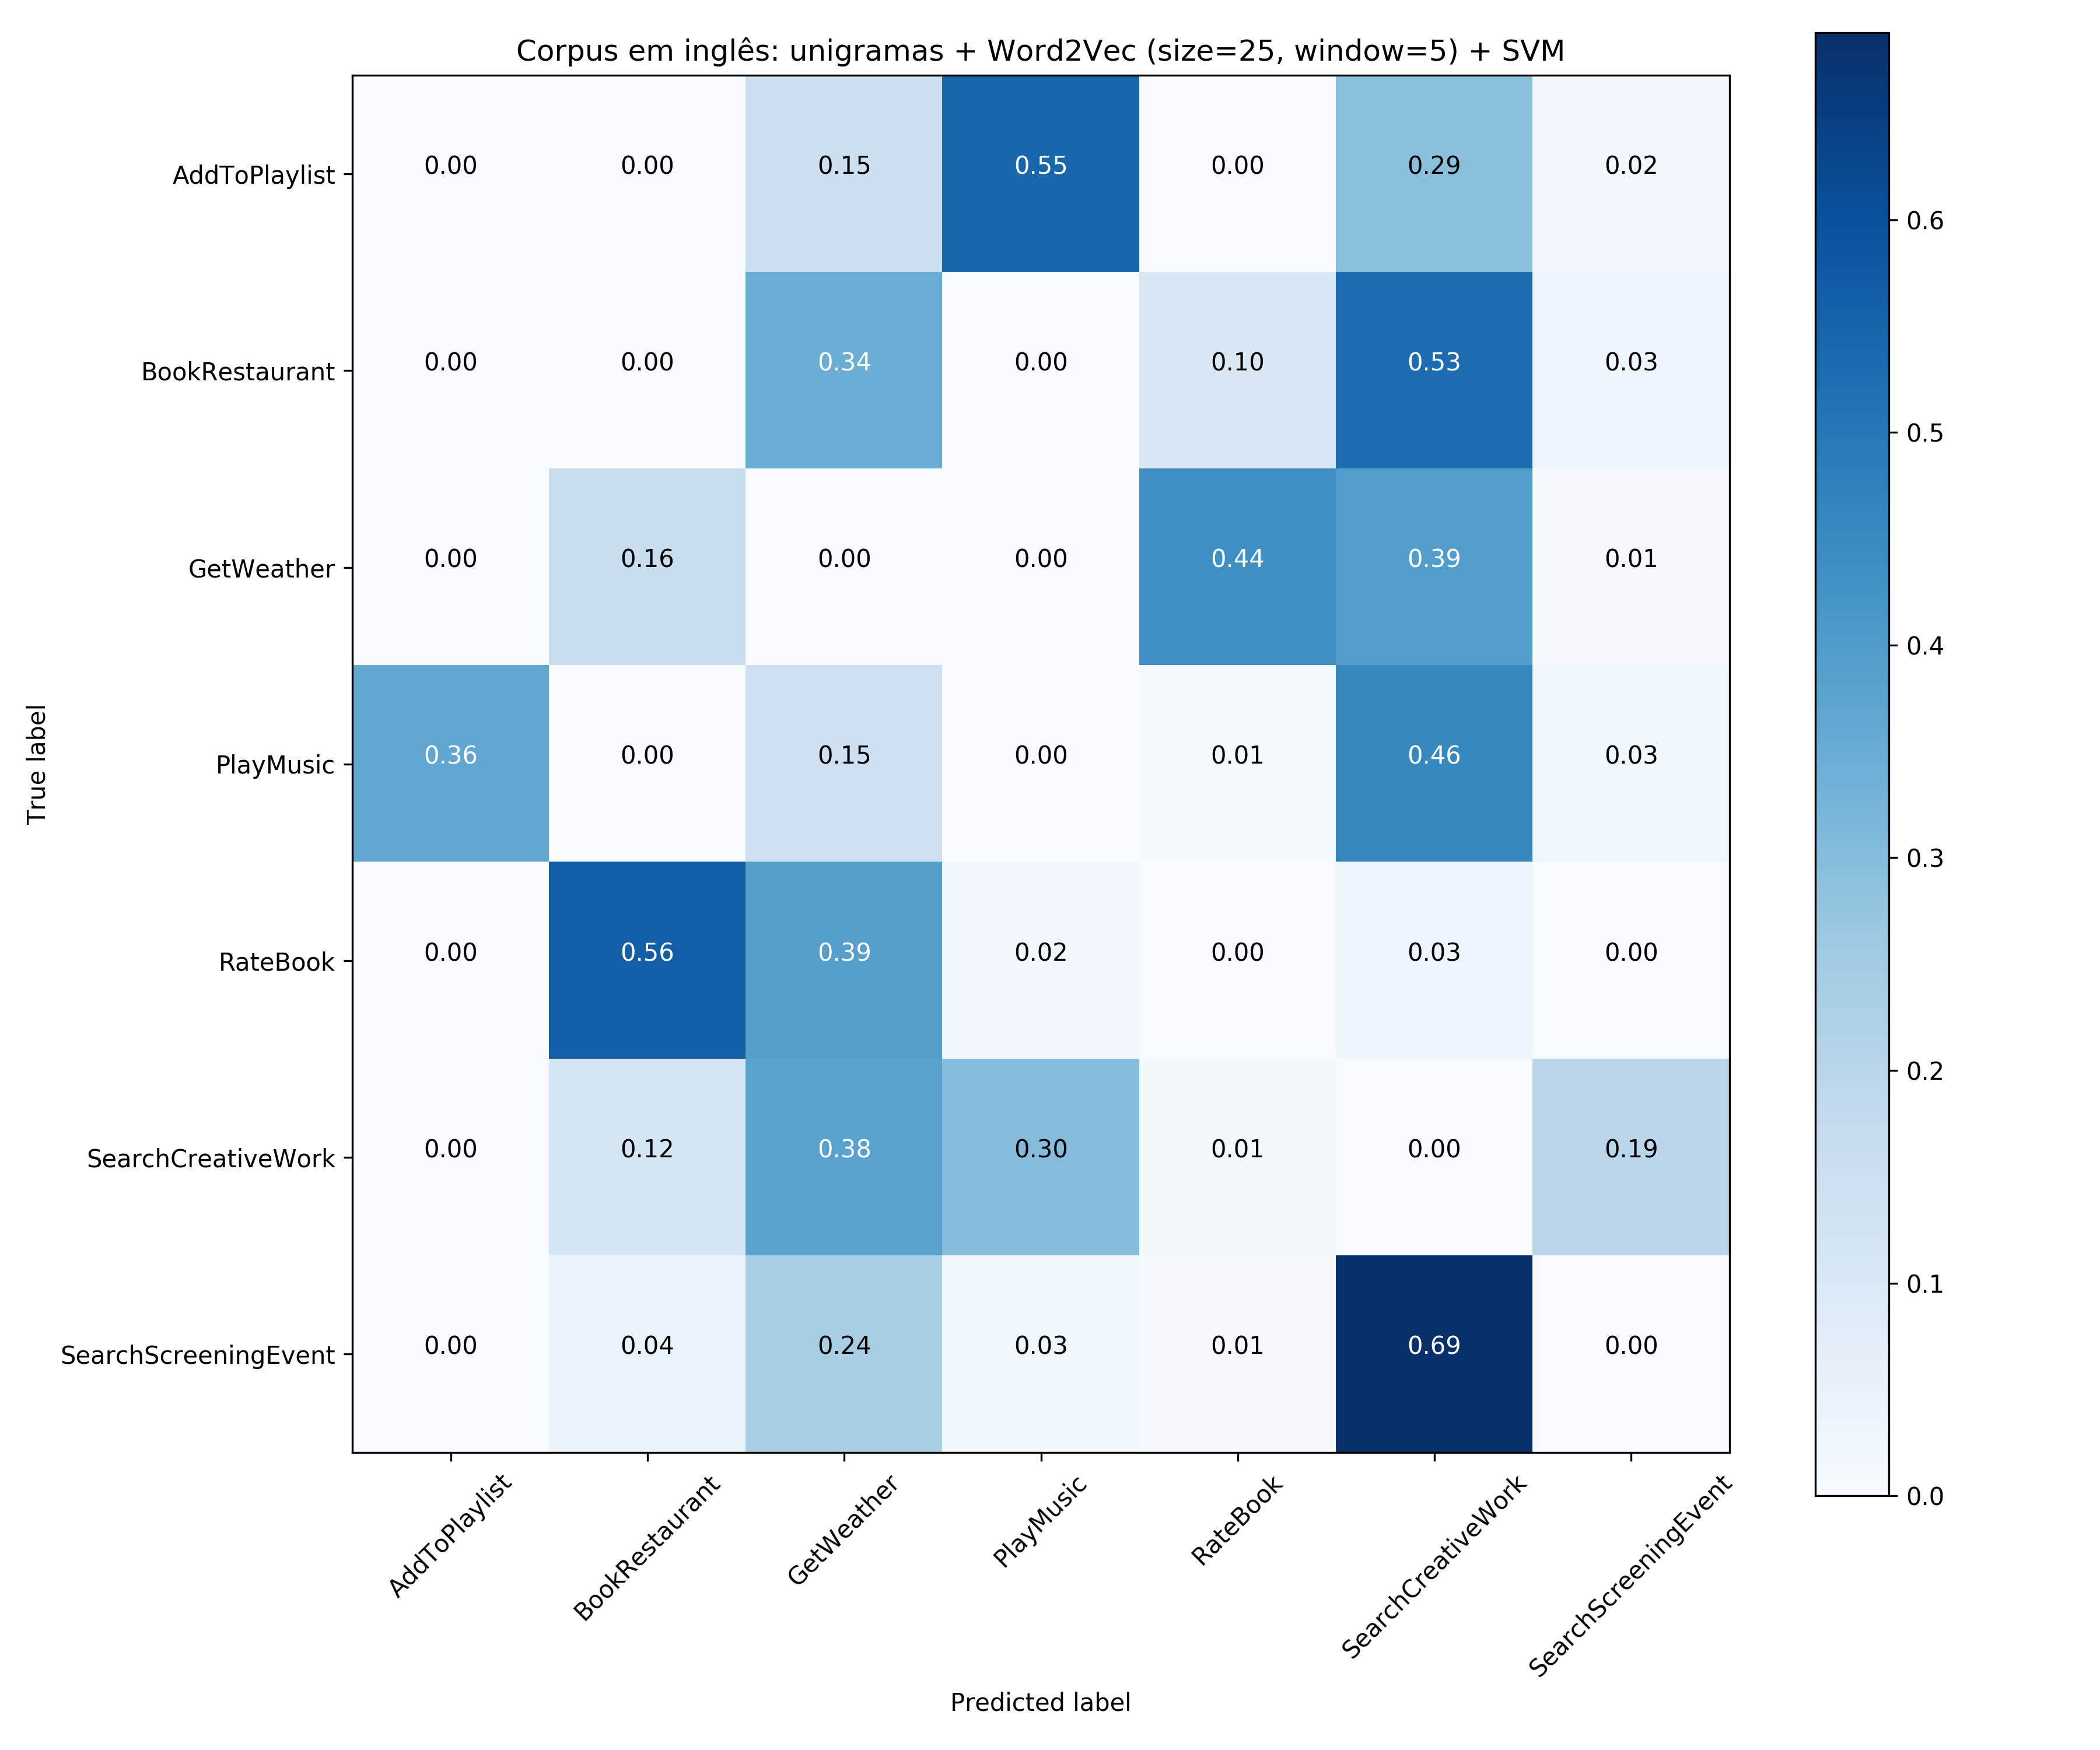 Corpus em inglês: unigramas + Word2Vec (size=25, window=5) + SVM
True label
AddToPlaylist 0.00 0.00 0.15 0.55 0.00 0.29 0.02
BookRestaurant 0.00 0.00 0.34 0.00 0.10 0.53 0.03
GetWeather 0.00 0.16 0.00 0.00 0.44 0.39 0.01
PlayMusic 0.36 0.00 0.15 0.00 0.01 0.46 0.03
RateBook 0.00 0.56 0.39 0.02 0.00 0.03 0.00
SearchCreativeWork 0.00 0.12 0.38 0.30 0.01 0.00 0.19
SearchScreeningEvent 0.00 0.04 0.24 0.03 0.01 0.69 0.00
AddToPlaylist BookRestaurant GetWeather PlayMusic RateBook SearchCreativeWork SearchScreeningEvent
Predicted label
0.6
0.5
0.4
0.3
0.2
0.1
0.0